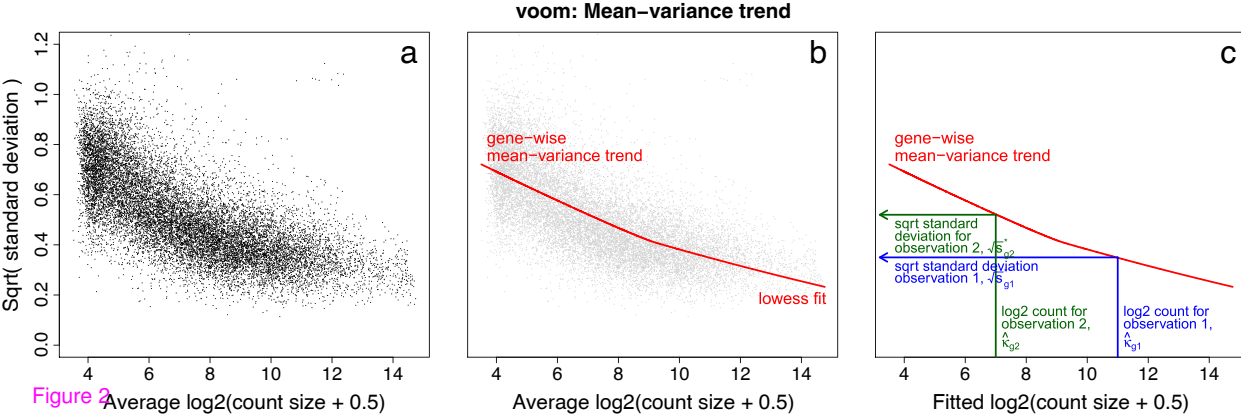 voom: Mean−variance trend
a
b
c
Sqrt( standard deviation )
0.0 0.2 0.4 0.6 0.8 1.0 1.2
gene−wise
mean−variance trend
lowess fit
gene−wise
mean−variance trend
sqrt standard
deviation for
observation 2, √s*g2
sqrt standard deviation
observation 1, √s*g1
log2 count for
observation 2,
κ̂g2
log2 count for
observation 1,
κ̂g1
4 6 8 10 12 14
4 6 8 10 12 14
4 6 8 10 12 14
Figure 2
Average log2(count size + 0.5)
Average log2(count size + 0.5)
Fitted log2(count size + 0.5)